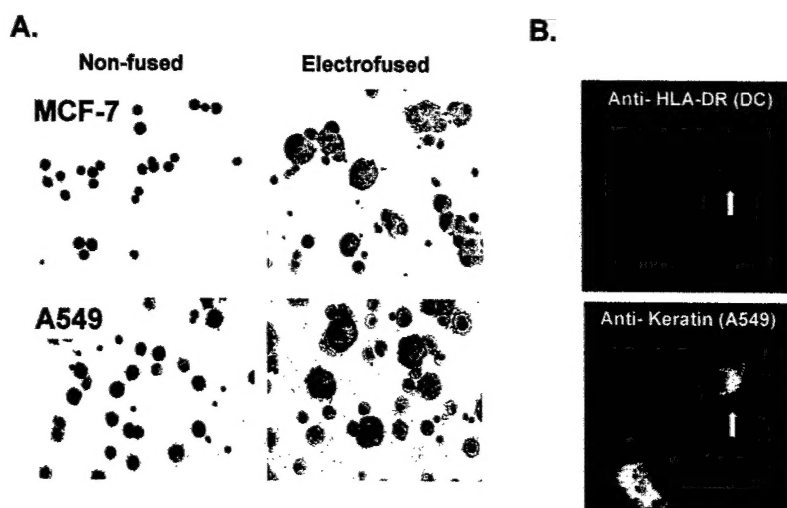 A.
B.
Non-fused
Electrofused
MCF-7
A549
Anti- HLA-DR (DC)
Anti- Keratin (A549)